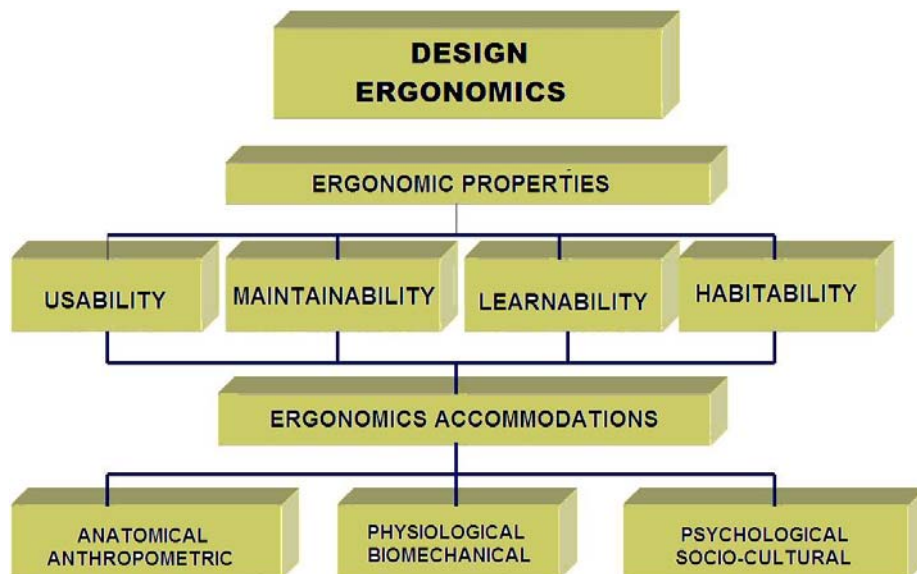 DESIGN
ERGONOMICS
ERGONOMIC PROPERTIES
USABILITY
MAINTAINABILITY
LEARNABILITY
HABITABILITY
ERGONOMICS ACCOMMODATIONS
ANATOMICAL
ANTHROPOMETRIC
PHYSIOLOGICAL
BIOMECHANICAL
PSYCHOLOGICAL
SOCIO-CULTURAL